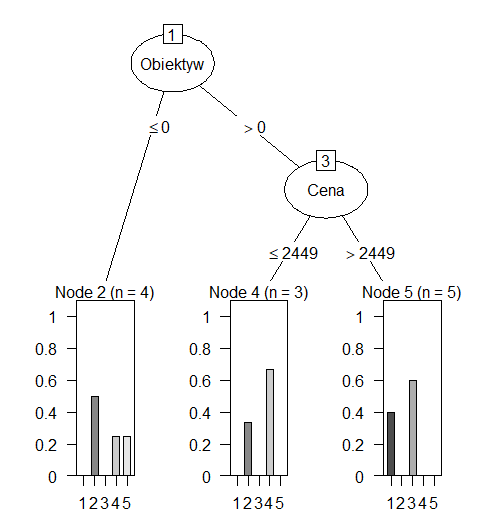 1
Obiektyw
≤ 0 > 0
3
Cena
≤ 2449 > 2449
Node 2 (n = 4) Node 4 (n = 3) Node 5 (n = 5)
1 1 1
0.8 0.8 0.8
0.6 0.6 0.6
0.4 0.4 0.4
0.2 0.2 0.2
0 0 0
12345 12345 12345